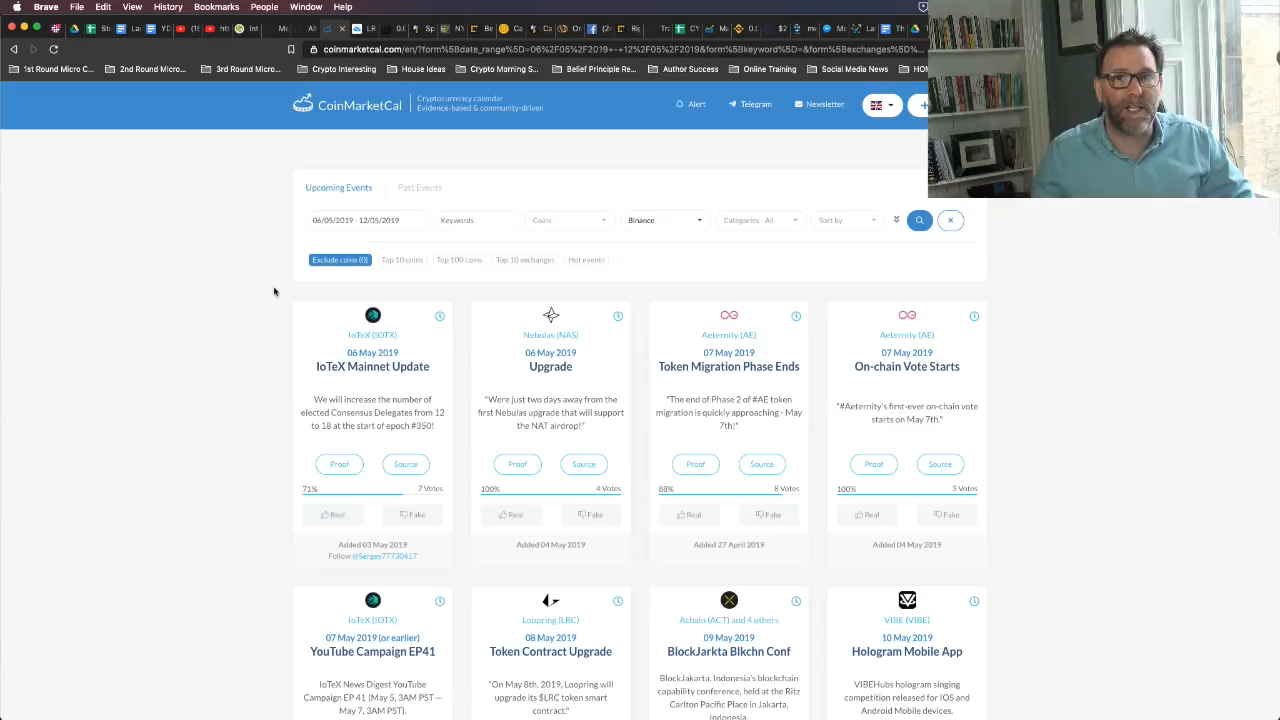 Brave File Edit View History Bookmarks People Window Help
coinmarketcal.com/en/?form%5Bdate_range%5D=06%2F05%2F2019+-+12%2F05%2F2019&form%5Bkeyword%5D=&form%5Bexchanges%5D%...
1st Round Micro C... 2nd Round Micro... 3rd Round Micro... Crypto Interesting House Ideas Crypto Morning S... Belief Principle Re... Author Success Online Training Social Media News
CoinMarketCal
Cryptocurrency calendar
Evidence-based & community-driven
Alert Telegram Newsletter
Upcoming Events Past Events
06/05/2019 - 12/05/2019 Keywords Coins Binance Categories - All Sort by
Exclude coins (0) Top 10 coins Top 100 coins Top 10 exchanges Hot events
IoTeX (IOTX)
06 May 2019
IoTeX Mainnet Update
We will increase the number of
elected Consensus Delegates from 12
to 18 at the start of epoch #350!
Proof Source
71% 7 Votes
Real Fake
Added 03 May 2019
Follow @Sergey77730417
Nebulas (NAS)
06 May 2019
Upgrade
"Were just two days away from the
first Nebulas upgrade that will support
the NAT airdrop!"
Proof Source
100% 4 Votes
Real Fake
Added 04 May 2019
Aeternity (AE)
07 May 2019
Token Migration Phase Ends
"The end of Phase 2 of #AE token
migration is quickly approaching - May
7th!"
Proof Source
88% 8 Votes
Real Fake
Added 27 April 2019
Aeternity (AE)
07 May 2019
On-chain Vote Starts
"#Aeternity's first-ever on-chain vote
starts on May 7th."
Proof Source
100% 3 Votes
Real Fake
Added 04 May 2019
IoTeX (IOTX)
07 May 2019 (or earlier)
YouTube Campaign EP41
IoTeX News Digest YouTube
Campaign EP 41 (May 5, 3AM PST—
May 7, 3AM PST).
Loopring (LRC)
08 May 2019
Token Contract Upgrade
"On May 8th, 2019, Loopring will
upgrade its $LRC token smart
contract."
Achain (ACT) and 4 others
09 May 2019
BlockJarkta Blkchn Conf
BlockJakarta, Indonesia's blockchain
capability conference, held at the Ritz
Carlton Pacific Place in Jakarta,
Indonesia.
VIBE (VIBE)
10 May 2019
Hologram Mobile App
VIBEHubs hologram singing
competition released for IOS and
Android Mobile devices.